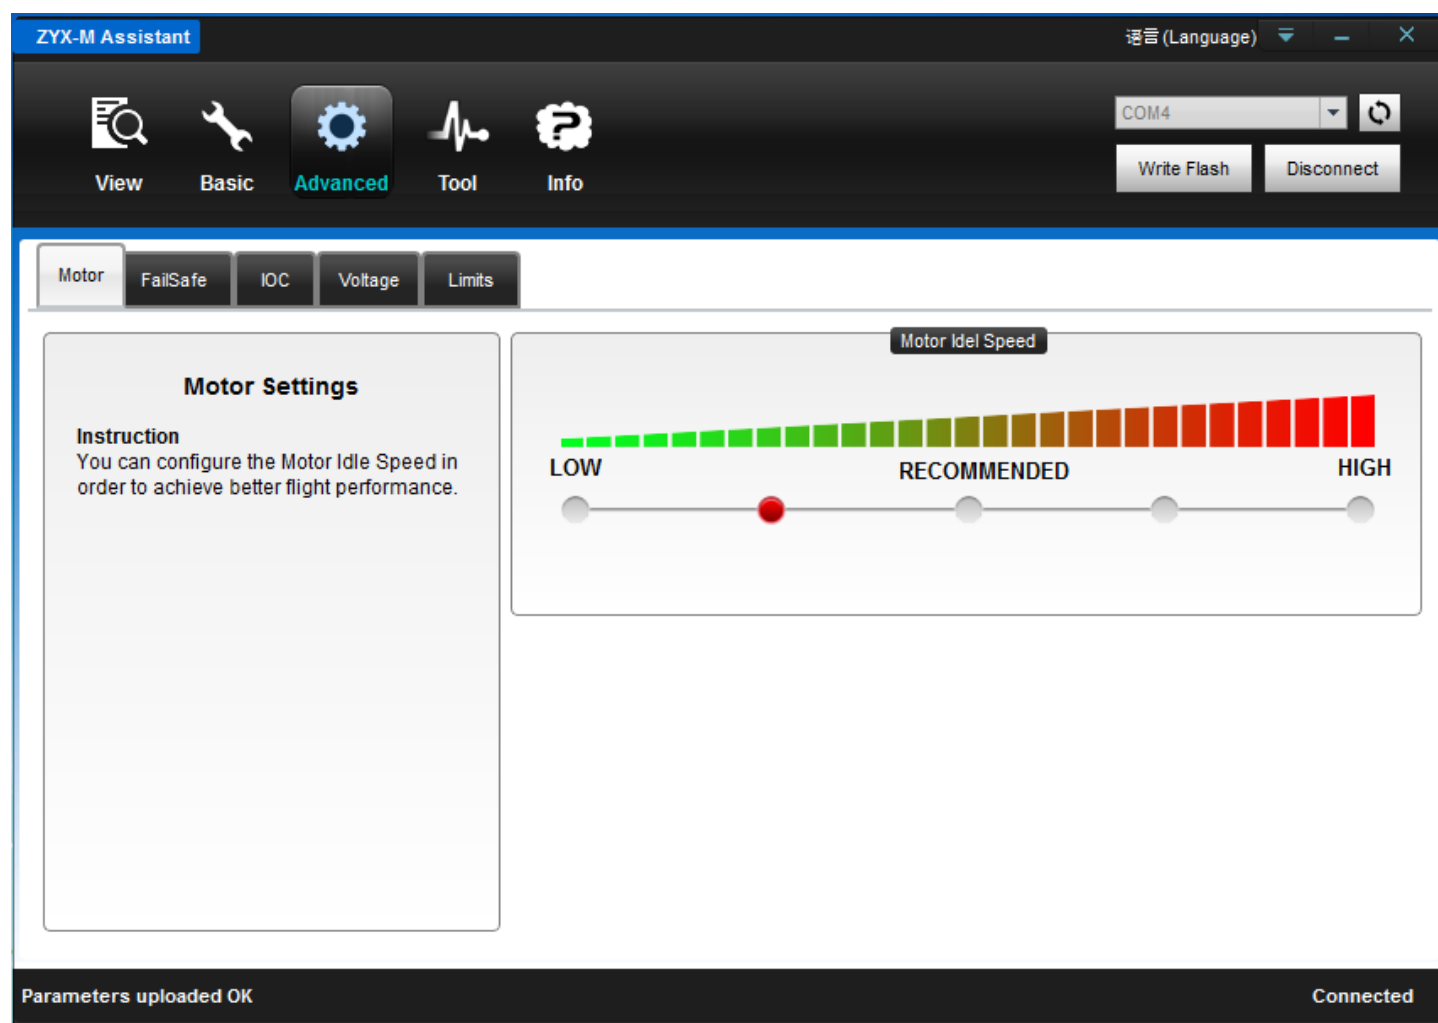 ZYX-M Assistant
语言(Language)
View
Basic
Advanced
Tool
Info
COM4
Write Flash
Disconnect
Motor
FailSafe
IOC
Voltage
Limits
Motor Settings
Instruction
You can configure the Motor Idle Speed in
order to achieve better flight performance.
Motor Idel Speed
LOW
RECOMMENDED
HIGH
Parameters uploaded OK
Connected